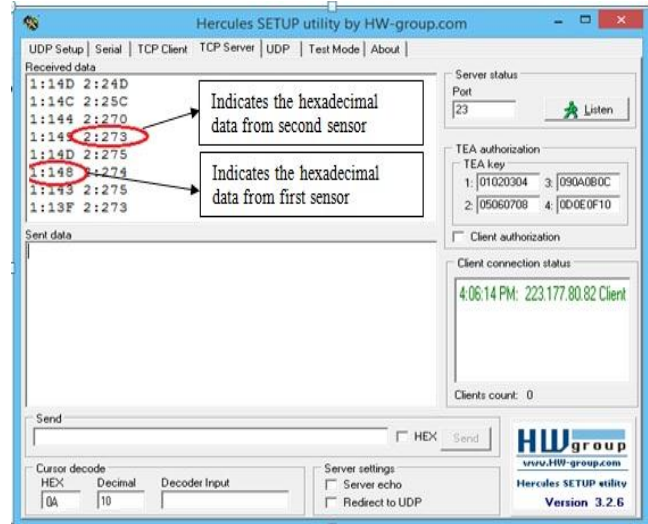 Hercules SETUP utility by HW-group.com
UDP Setup Serial TCP Client TCP Server UDP Test Mode About
Received data
1:14D 2:24D
1:14C 2:25C
1:144 2:270
1:149 2:273
1:14D 2:275
1:148 2:274
1:143 2:275
1:13F 2:273
Indicates the hexadecimal
data from second sensor
Indicates the hexadecimal
data from first sensor
Sent data
Server status
Port
23 Listen
TEA authorization
TEA key
1: 01020304 3: 090A0B0C
2: 05060708 4: 0D0E0F10
Client authorization
Client connection status
4:06:14 PM: 223.177.80.82 Client
Clients count: 0
Send
HEX Send
Cursor decode
HEX Decimal Decoder Input
0A 10
Server settings
Server echo
Redirect to UDP
HWgroup
www.HW-group.com
Hercules SETUP utility
Version 3.2.6